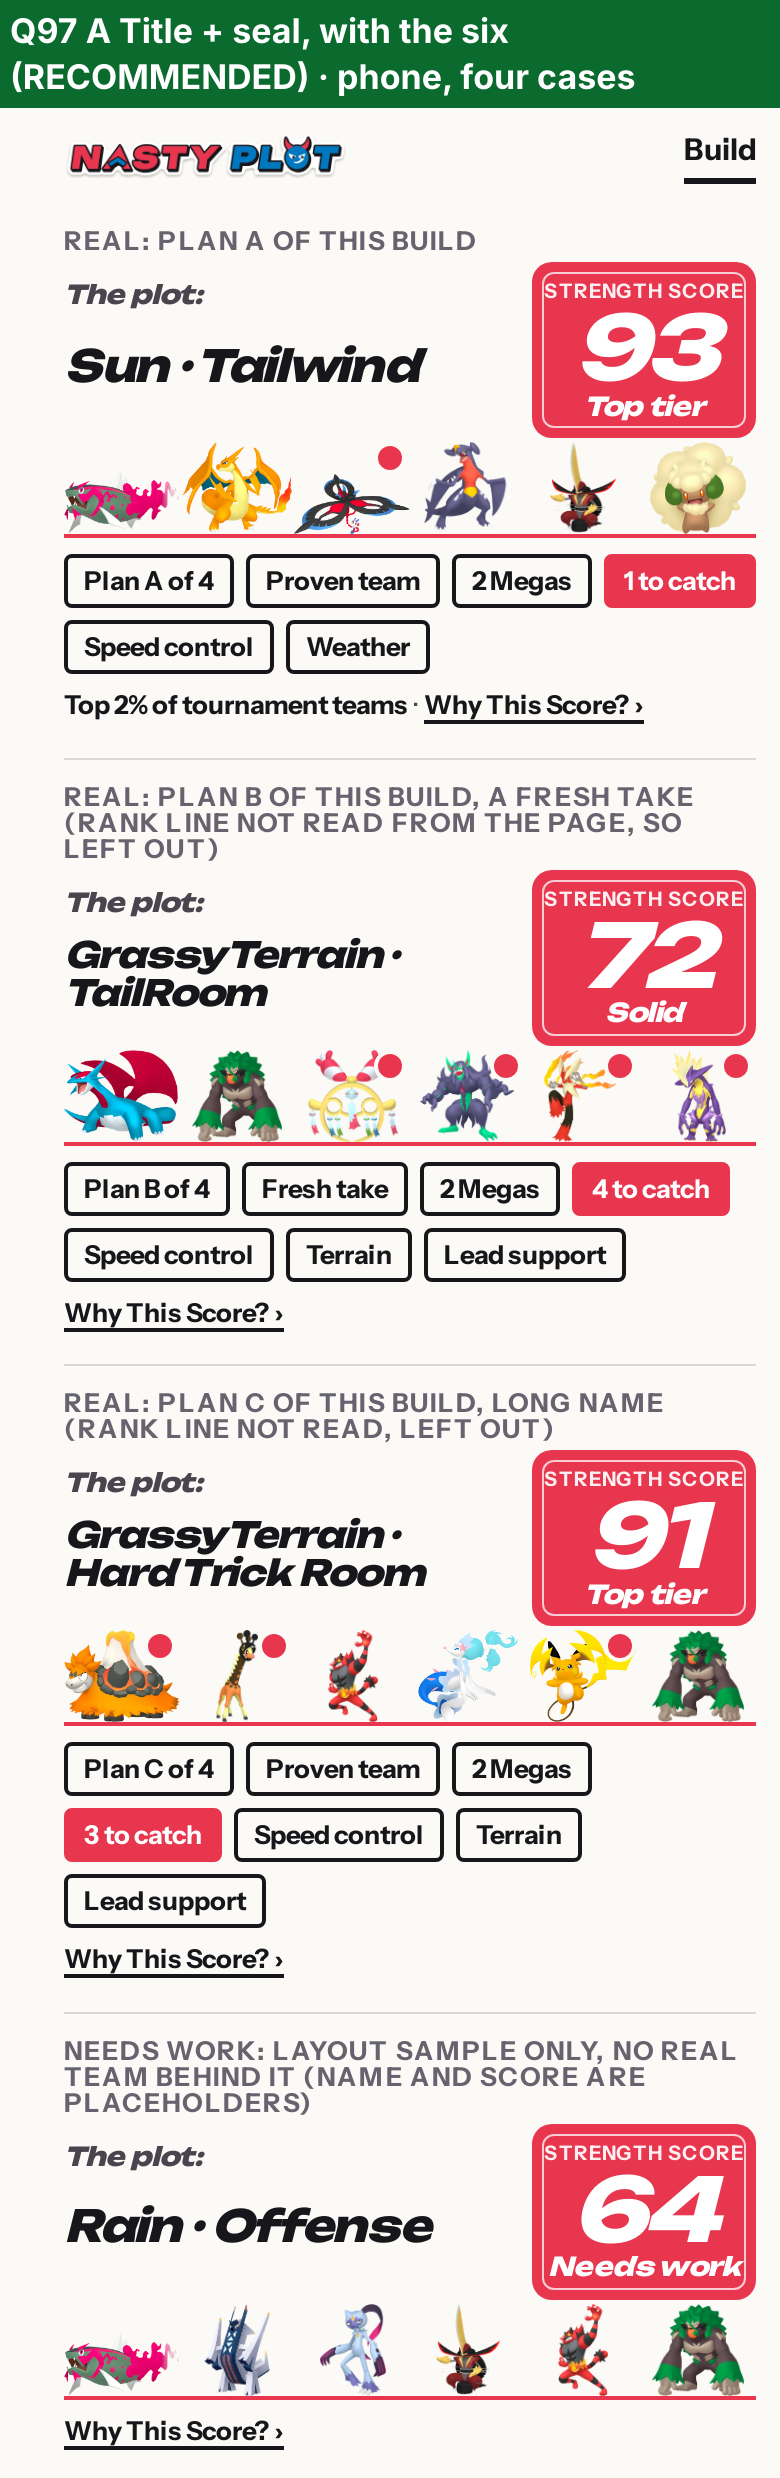 Q97 A Title + seal, with the six
(RECOMMENDED) · phone, four cases
NASTY PLOT
Build
REAL: PLAN A OF THIS BUILD
The plot:
STRENGTH SCORE
Sun · Tailwind
93
Top tier
Plan A of 4
Proven team
2 Megas
1 to catch
Speed control
Weather
Top 2% of tournament teams · Why This Score? ›
REAL: PLAN B OF THIS BUILD, A FRESH TAKE
(RANK LINE NOT READ FROM THE PAGE, SO
LEFT OUT)
The plot:
STRENGTH SCORE
Grassy Terrain ·
TailRoom
72
Solid
Plan B of 4
Fresh take
2 Megas
4 to catch
Speed control
Terrain
Lead support
Why This Score? ›
REAL: PLAN C OF THIS BUILD, LONG NAME
(RANK LINE NOT READ, LEFT OUT)
The plot:
STRENGTH SCORE
Grassy Terrain ·
Hard Trick Room
91
Top tier
Plan C of 4
Proven team
2 Megas
3 to catch
Speed control
Terrain
Lead support
Why This Score? ›
NEEDS WORK: LAYOUT SAMPLE ONLY, NO REAL
TEAM BEHIND IT (NAME AND SCORE ARE
PLACEHOLDERS)
The plot:
STRENGTH SCORE
Rain · Offense
64
Needs work
Why This Score? ›